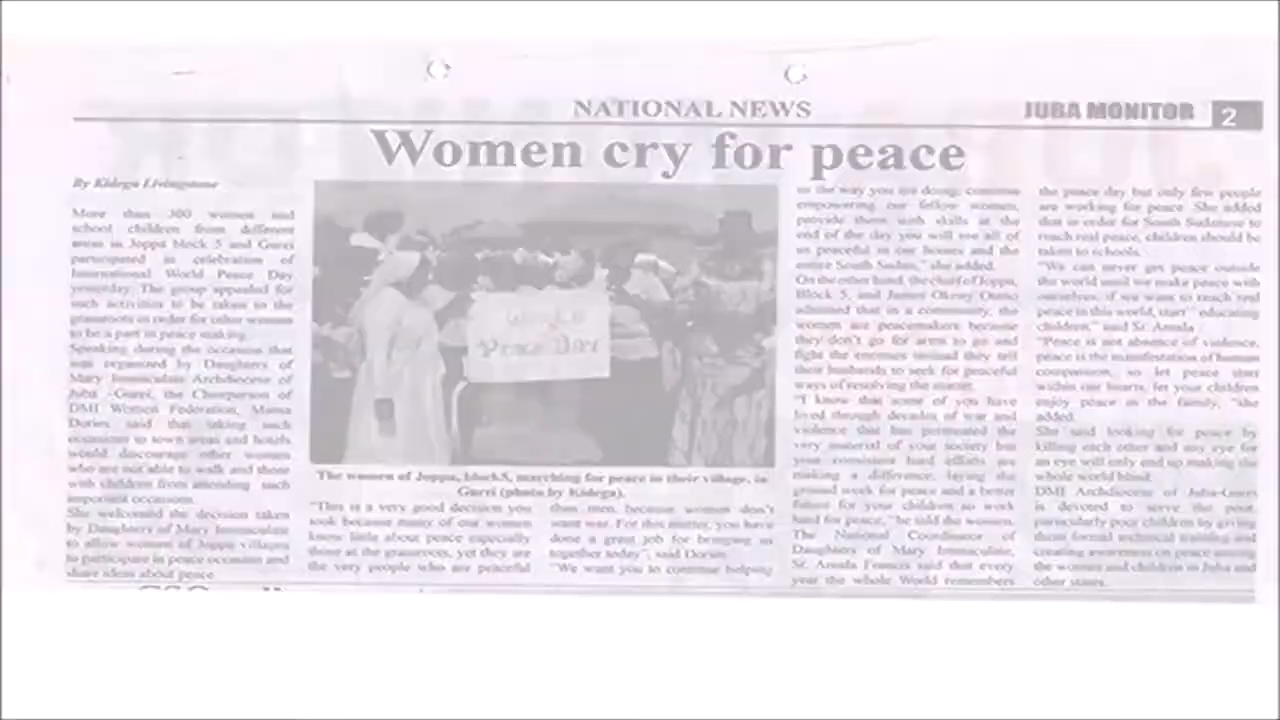 NATIONAL NEWS
JUBA MONITOR 2
Women cry for peace
By Kidega Livingstone
More than 300 women and
school children from different
areas in Joppa block 5 and Gurei
participated in celebration of
International World Peace Day
yesterday. The group appealed for
such activities to be taken to the
grassroots in order for other women
to be a part in peace making.
Speaking during the occasion that
was organized by Daughters of
Mary Immaculate Archdiocese of
Juba -Gurei, the Chairperson of
DMI Women Federation, Mama
Dories said that taking such
occasions to town areas and hotels
would discourage other women
who are not able to walk and those
with children from attending such
important occasions.
She welcomed the decision taken
by Daughters of Mary Immaculate
to allow women of Joppa villages
to participate in peace occasion and
share ideas about peace
Peace Day
The women of Joppa, block5, marching for peace in their village, in
Gurei (photo by Kidega).
"This is a very good decision you
took because many of our women
know little about peace especially
those at the grassroots, yet they are
the very people who are peaceful
than men, because women don't
want war. For this matter, you have
done a great job for bringing us
together today", said Dories
"We want you to continue helping
us the way you are doing, continue
empowering our fellow women,
provide them with skills at the
end of the day you will see all of
us peaceful in our houses and the
entire South Sudan," she added.
On the other hand, the chief of Joppa,
Block 5, and James Okeny
admitted that in a community, the
women are peacemakers because
they don't go for arms to go and
fight the enemies instead they tell
their husbands to seek for peaceful
ways of resolving the matter.
"I know that some of you have
lived through decades of war and
violence that has permeated the
very material of your society but
your consistent hard efforts are
making a difference, laying the
ground work for peace and a better
future for your children so work
hard for peace," he told the women.
The National Coordinator of
Daughters of Mary Immaculate,
Sr. Amala Francis said that every
year the whole World remembers
the peace day but only few people
are working for peace. She added
that in order for South Sudanese to
reach real peace, children should be
taken to schools.
"We can never get peace outside
the world until we make peace with
ourselves, if we want to reach real
peace in this world, start" educating
children," said Sr. Amala
"Peace is not absence of violence,
peace is the manifestation of human
compassion, so let peace start
within our hearts, let your children
enjoy peace in the family, "she
added.
She said looking for peace by
killing each other and any eye for
an eye will only end up making the
whole world blind.
DMI Archdiocese of Juba-Gurei
is devoted to serve the poor
particularly poor children by giving
them formal technical training and
creating awareness on peace among
the women and children in Juba and
other states.